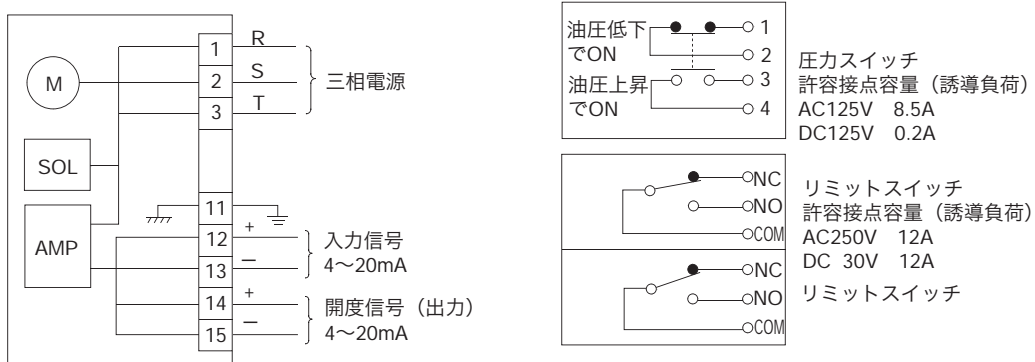 M
SOL
AMP
1
2
3
11
12
13
14
15
R
S
T
三相電源
+
−
入力信号
4〜20mA
+
−
開度信号（出力）
4〜20mA
油圧低下
でON
油圧上昇
でON
1
2
3
4
圧力スイッチ
許容接点容量（誘導負荷）
AC125V 8.5A
DC125V 0.2A
NC
NO
COM
リミットスイッチ
許容接点容量（誘導負荷）
AC250V 12A
DC 30V 12A
NC
NO
COM
リミットスイッチ